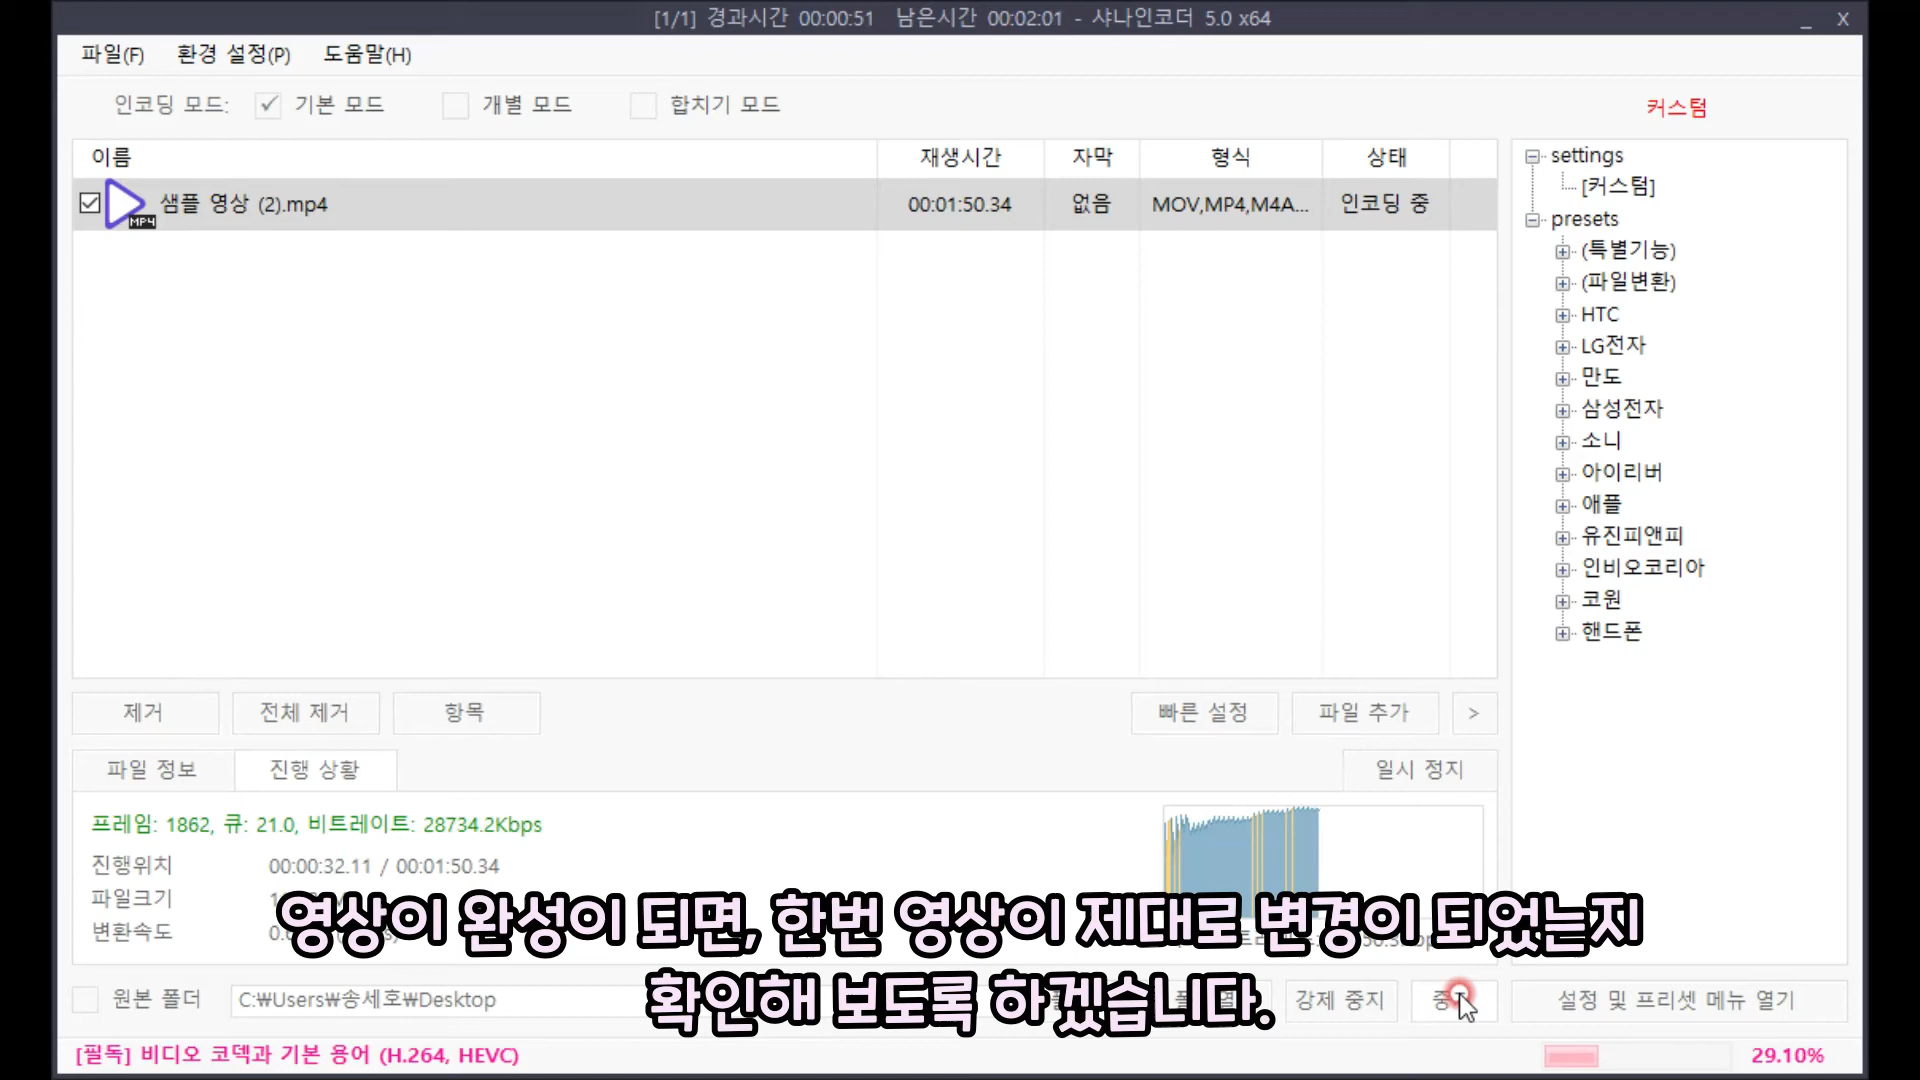 [1/1] 경과시간 00:00:51 남은시간 00:02:01 - 샤나인코더 5.0 x64
_ X
파일(F) 환경 설정(P) 도움말(H)
인코딩 모드: 기본 모드 개별 모드 합치기 모드
커스텀
이름 재생시간 자막 형식 상태
샘플 영상 (2).mp4 00:01:50.34 없음 MOV,MP4,M4A... 인코딩 중
MP4
settings
[커스텀]
presets
(특별기능)
(파일변환)
HTC
LG전자
만도
삼성전자
소니
아이리버
애플
유진피앤피
인비오코리아
코원
핸드폰
제거 전체 제거 항목 빠른 설정 파일 추가 >
파일 정보 진행 상황 일시 정지
프레임: 1862, 큐: 21.0, 비트레이트: 28734.2Kbps
진행위치 00:00:32.11 / 00:01:50.34
파일크기
변환속도
영상이 완성이 되면, 한번 영상이 제대로 변경이 되었는지
확인해 보도록 하겠습니다.
원본 폴더 C:₩Users₩송세호₩Desktop 강제 중지 설정 및 프리셋 메뉴 열기
[필독] 비디오 코덱과 기본 용어 (H.264, HEVC) 29.10%